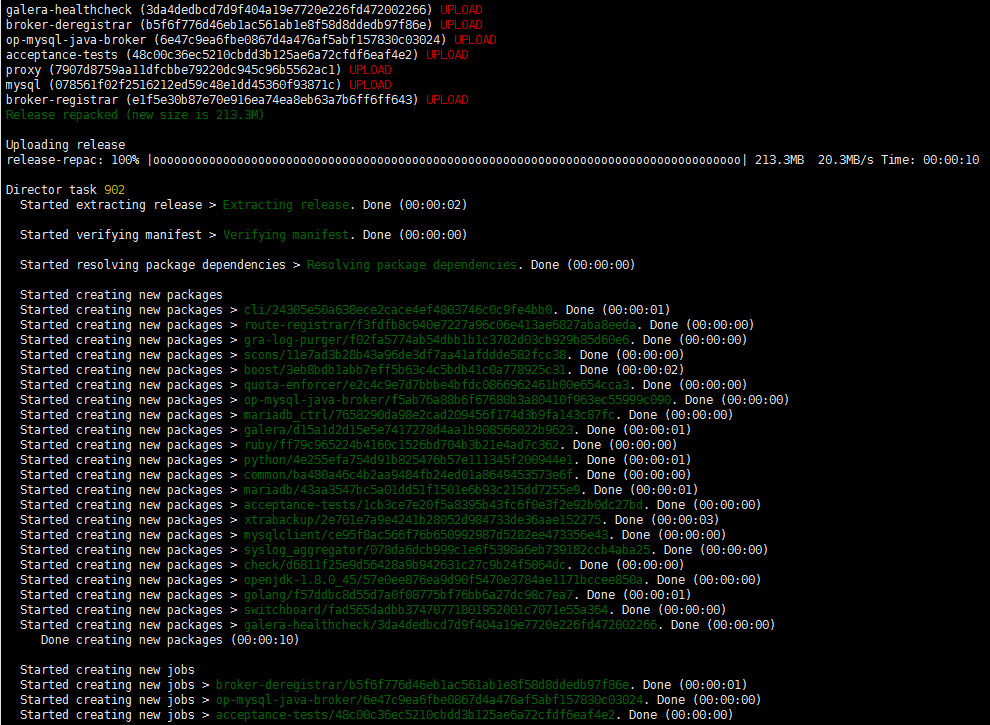 galera-healthcheck (3da4dedbcd7d9f404a19e7720e226fd472002266) UPLOAD
broker-deregistrar (b5f6f776d46eb1ac561ab1e8f58d8ddedb97f86e) UPLOAD
op-mysql-java-broker (6e47c9ea6fbe0867d4a476af5abf157830c03024) UPLOAD
acceptance-tests (48c00c36ec5210cbdd3b125ae6a72cfdf6eaf4e2) UPLOAD
proxy (7907d8759aa11dfcbbe79220dc945c96b5562ac1) UPLOAD
mysql (078561f02f2516212ed59c48e1dd45360f93871c) UPLOAD
broker-registrar (e1f5e30b87e70e916ea74ea8eb63a7b6ff6ff643) UPLOAD
Release repacked (new size is 213.3M)
Uploading release
release-repac: 100% |ooooooooooooooooooooooooooooooooooooooooooooooooooooooooooooooooooooooooooooooooooooo| 213.3MB 20.3MB/s Time: 00:00:10
Director task 902
Started extracting release > Extracting release. Done (00:00:02)
Started verifying manifest > Verifying manifest. Done (00:00:00)
Started resolving package dependencies > Resolving package dependencies. Done (00:00:00)
Started creating new packages
Started creating new packages > cli/24305e50a638ece2cace4ef4803746c0c9fe4bb0. Done (00:00:01)
Started creating new packages > route-registrar/f3fdfb8c940e7227a96c06e413ae6827aba8eeda. Done (00:00:00)
Started creating new packages > gra-log-purger/f02fa5774ab54dbb1b1c3702d03cb929b85d60e6. Done (00:00:00)
Started creating new packages > scons/11e7ad3b28b43a96de3df7aa41afddde582fcc38. Done (00:00:00)
Started creating new packages > boost/3eb8bdb1abb7eff5b63c4c5bdb41c0a778925c31. Done (00:00:02)
Started creating new packages > quota-enforcer/e2c4c9e7d7bbbe4bfdc0866962461b00e654cca3. Done (00:00:00)
Started creating new packages > op-mysql-java-broker/f5ab76a88b6f67680b3a80410f963ec55999c090. Done (00:00:00)
Started creating new packages > mariadb_ctrl/7658290da98e2cad209456f174d3b9fa143c87fc. Done (00:00:00)
Started creating new packages > galera/d15a1d2d15e5e7417278d4aa1b908566022b9623. Done (00:00:01)
Started creating new packages > ruby/ff79c965224b4160c1526bd704b3b21e4ad7c362. Done (00:00:00)
Started creating new packages > python/4e255efa754d91b825476b57e111345f200944e1. Done (00:00:01)
Started creating new packages > common/ba480a46c4b2aa9484fb24ed01a8649453573e6f. Done (00:00:00)
Started creating new packages > mariadb/43aa3547bc5a01dd51f1501e6b93c215dd7255e9. Done (00:00:01)
Started creating new packages > acceptance-tests/1cb3ce7e20f5a8395b43fc6f0e3f2e92b0dc27bd. Done (00:00:00)
Started creating new packages > xtrabackup/2e701e7a9e4241b28052d984733de36aae152275. Done (00:00:03)
Started creating new packages > mysqlclient/ce95f8ac566f76b650992987d5282ee473356e43. Done (00:00:00)
Started creating new packages > syslog_aggregator/078da6dcb999c1e6f5398a6eb739182ccb4aba25. Done (00:00:00)
Started creating new packages > check/d6811f25e9d56428a9b942631c27c9b24f5064dc. Done (00:00:00)
Started creating new packages > openjdk-1.8.0_45/57e0ee876ea9d90f5470e3784ae1171bccee850a. Done (00:00:00)
Started creating new packages > golang/f57ddbc8d55d7a0f08775bf76bb6a27dc98c7ea7. Done (00:00:01)
Started creating new packages > switchboard/fad565dadbb37470771801952001c7071e55a364. Done (00:00:00)
Started creating new packages > galera-healthcheck/3da4dedbcd7d9f404a19e7720e226fd472002266. Done (00:00:00)
Done creating new packages (00:00:10)
Started creating new jobs
Started creating new jobs > broker-deregistrar/b5f6f776d46eb1ac561ab1e8f58d8ddedb97f86e. Done (00:00:01)
Started creating new jobs > op-mysql-java-broker/6e47c9ea6fbe0867d4a476af5abf157830c03024. Done (00:00:00)
Started creating new jobs > acceptance-tests/48c00c36ec5210cbdd3b125ae6a72cfdf6eaf4e2. Done (00:00:00)